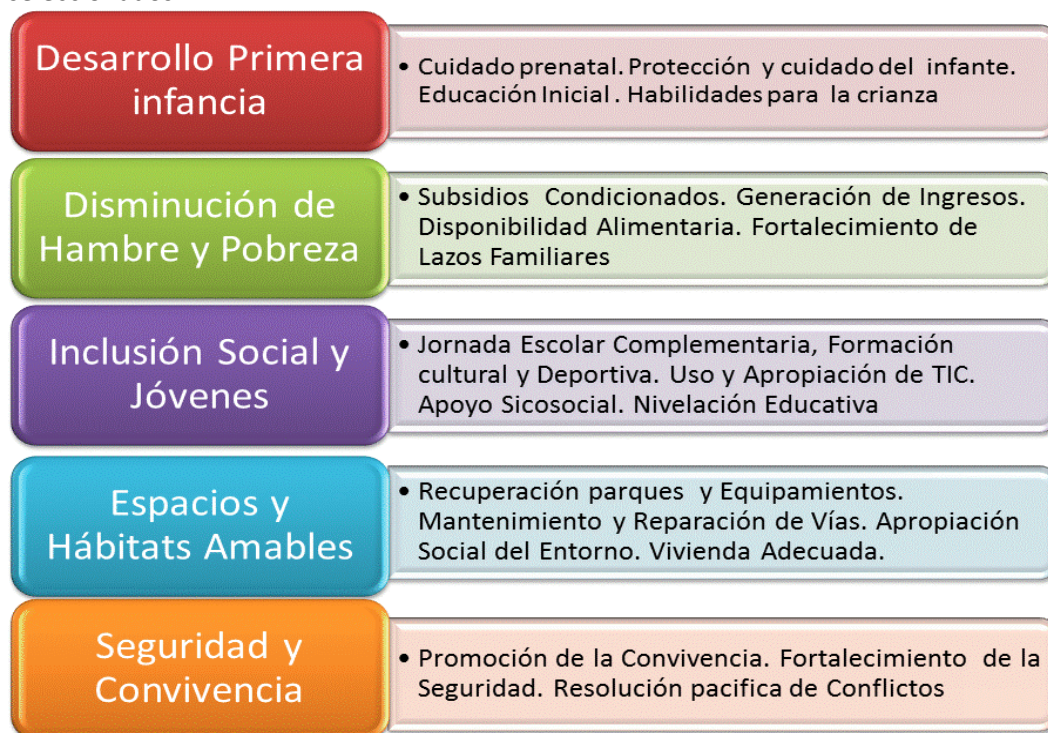 Desarrollo Primera
infancia
• Cuidado prenatal. Protección y cuidado del infante.
Educación Inicial . Habilidades para la crianza
Disminución de
Hambre y Pobreza
• Subsidios Condicionados. Generación de Ingresos.
Disponibilidad Alimentaria. Fortalecimiento de
Lazos Familiares
Inclusión Social y
Jóvenes
• Jornada Escolar Complementaria, Formación
cultural y Deportiva. Uso y Apropiación de TIC.
Apoyo Sicosocial. Nivelación Educativa
Espacios y
Hábitats Amables
• Recuperación parques y Equipamientos.
Mantenimiento y Reparación de Vías. Apropiación
Social del Entorno. Vivienda Adecuada.
Seguridad y
Convivencia
• Promoción de la Convivencia. Fortalecimiento de la
Seguridad. Resolución pacifica de Conflictos